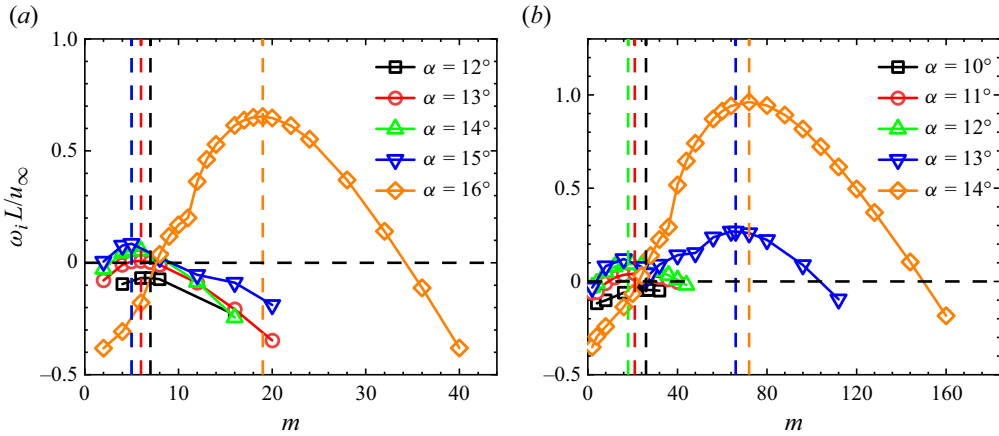 (a)
1.0
0.5
0
−0.5
ω_i L/u_∞
0 10 20 30 40
m
α = 12°
α = 13°
α = 14°
α = 15°
α = 16°
(b)
1.0
0.5
0
−0.5
0 40 80 120 160
m
α = 10°
α = 11°
α = 12°
α = 13°
α = 14°